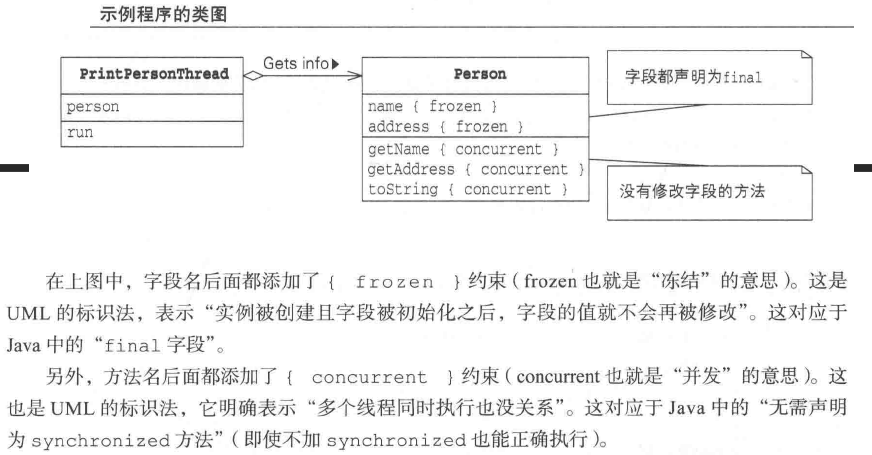 示例程序的类图
Gets info▶
PrintPersonThread
person
run
Person
name { frozen }
address { frozen }
getName { concurrent }
getAddress { concurrent }
toString { concurrent }
字段都声明为final
没有修改字段的方法
在上图中，字段名后面都添加了{ frozen }约束（frozen 也就是“冻结”的意思）。这是
UML 的标识法，表示“实例被创建且字段被初始化之后，字段的值就不会再被修改”。这对应于
Java 中的“final 字段”。
另外，方法名后面都添加了{ concurrent }约束（concurrent 也就是“并发”的意思）。这
也是 UML 的标识法，它明确表示“多个线程同时执行也没关系”。这对应于 Java 中的“无需声明
为 synchronized 方法”（即使不加 synchronized 也能正确执行）。